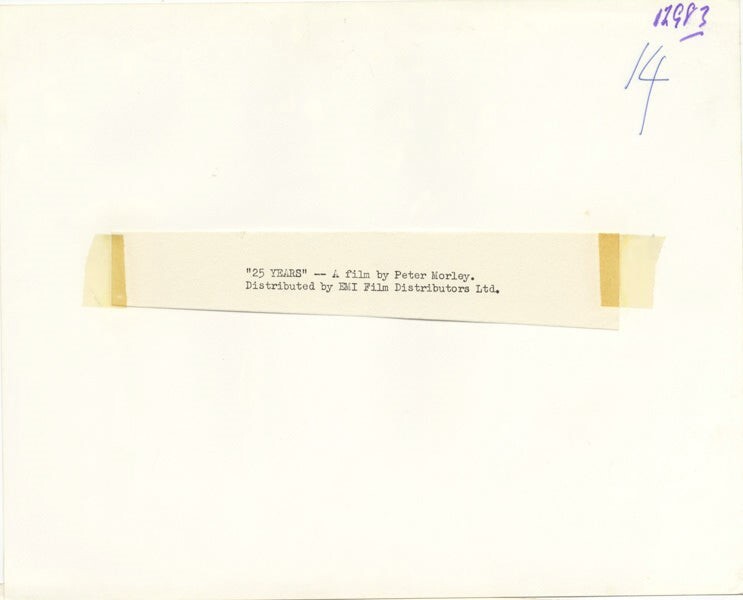 12983
14
"25 YEARS" -- A film by Peter Morley.
Distributed by EMI Film Distributors Ltd.